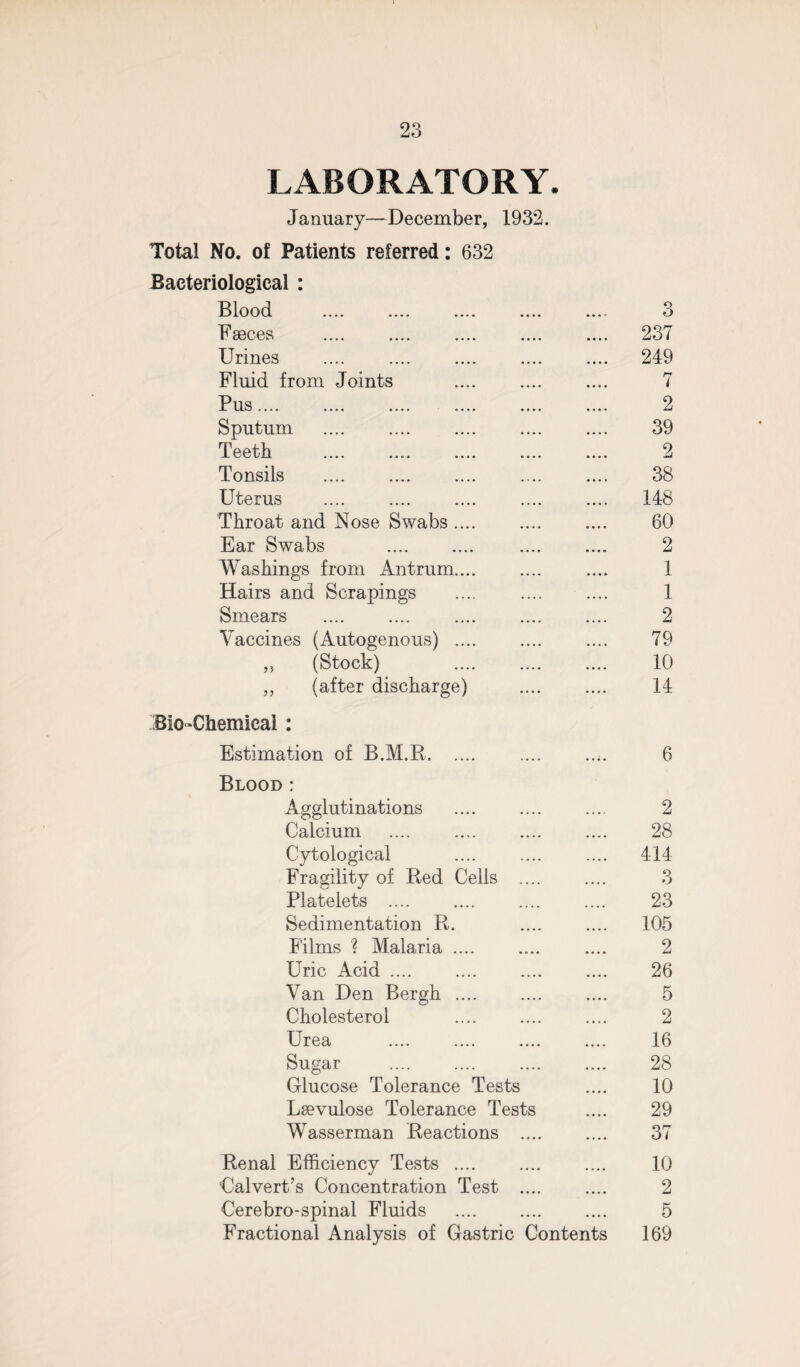 23
LABORATORY.
January—December, 1932.
Total No. of Patients referred: 632
Bacteriological :
Blood .... .... .... .... .... 3
Fæces .... .... .... .... .... 237
Urines .... .... .... .... .... 249
Fluid from Joints .... .... .... 7
Pus .... .... .... .... .... .... 2
Sputum .... .... .... .... .... 39
Teeth .... .... .... .... .... 2
Tonsils .... .... .... .... .... 38
Uterus .... .... .... .... .... 148
Throat and Nose Swabs .... .... .... 60
Ear Swabs .... .... .... .... 2
Washings from Antrum.... .... .... 1
Hairs and Scrapings .... .... .... 1
Smears .... .... .... .... .... 2
Vaccines (Autogenous) .... .... .... 79
„ (Stock) .... .... .... 10
„ (after discharge) .... .... 14
Bio-Chemical :
Estimation of B.M.R. .... .... .... 6
Blood :
Agglutinations .... .... .... 2
Calcium .... .... .... .... 28
Cytological .... .... .... 414
Fragility of Red Cells .... .... 3
Platelets .... .... .... .... 23
Sedimentation R. .... .... 105
Films ? Malaria .... .... .... 2
Uric Acid .... .... .... .... 26
Van Den Bergh .... .... .... 5
Cholesterol .... .... .... 2
Urea .... .... .... .... 16
Sugar .... .... .... .... 28
Glucose Tolerance Tests .... 10
Lævulose Tolerance Tests .... 29
Wasserman Reactions .... .... 37
Renal Efficiency Tests .... .... .... 10
Calvert's Concentration Test .... .... 2
Cerebro-spinal Fluids .... .... .... 5
Fractional Analysis of Gastric Contents 169